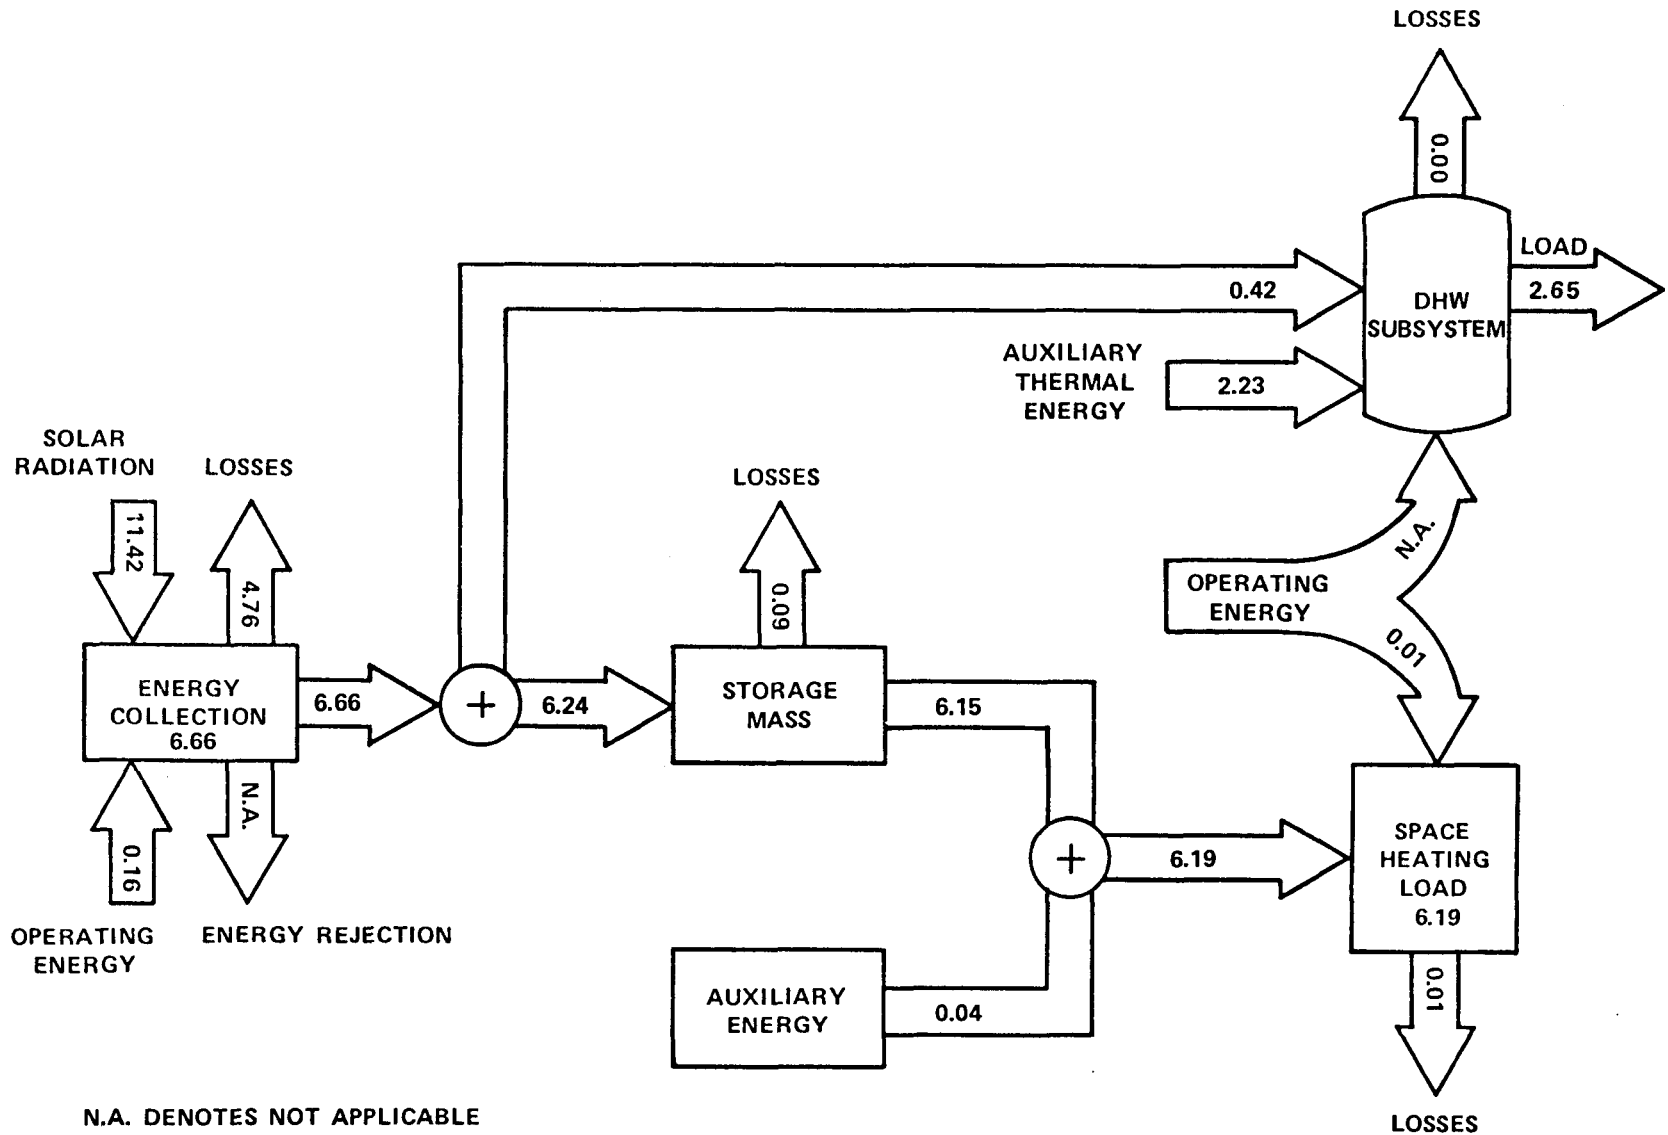 LOSSES
0.00
LOAD
2.65
DHW
SUBSYSTEM
0.42
AUXILIARY
THERMAL
ENERGY
2.23
SOLAR
RADIATION
11.42
LOSSES
4.76
LOSSES
0.09
N.A.
OPERATING
ENERGY
0.01
ENERGY
COLLECTION
6.66
6.66
+
6.24
STORAGE
MASS
6.15
N.A.
0.16
OPERATING
ENERGY
ENERGY REJECTION
+
6.19
SPACE
HEATING
LOAD
6.19
AUXILIARY
ENERGY
0.04
0.01
LOSSES
N.A. DENOTES NOT APPLICABLE